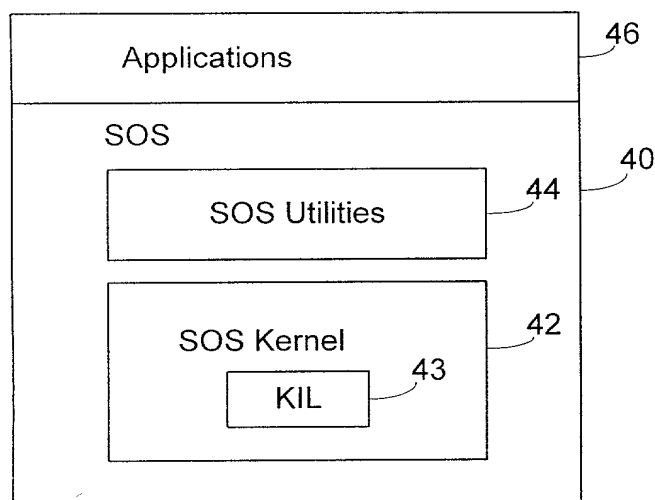 Applications
46
SOS
40
SOS Utilities
44
SOS Kernel
42
KIL
43